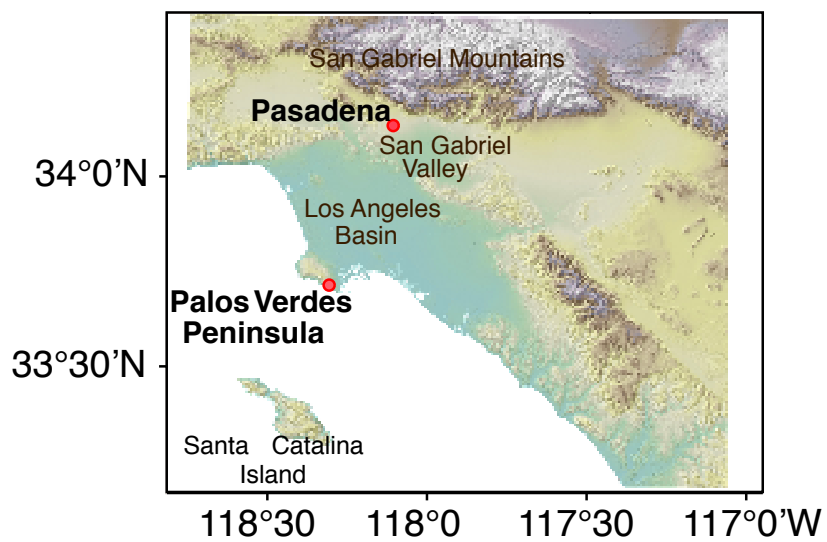 San Gabriel Mountains
Pasadena
San Gabriel
Valley
34°0'N
Los Angeles
Basin
Palos Verdes
Peninsula
33°30'N
Santa Catalina
Island
118°30 118°0 117°30 117°0'W